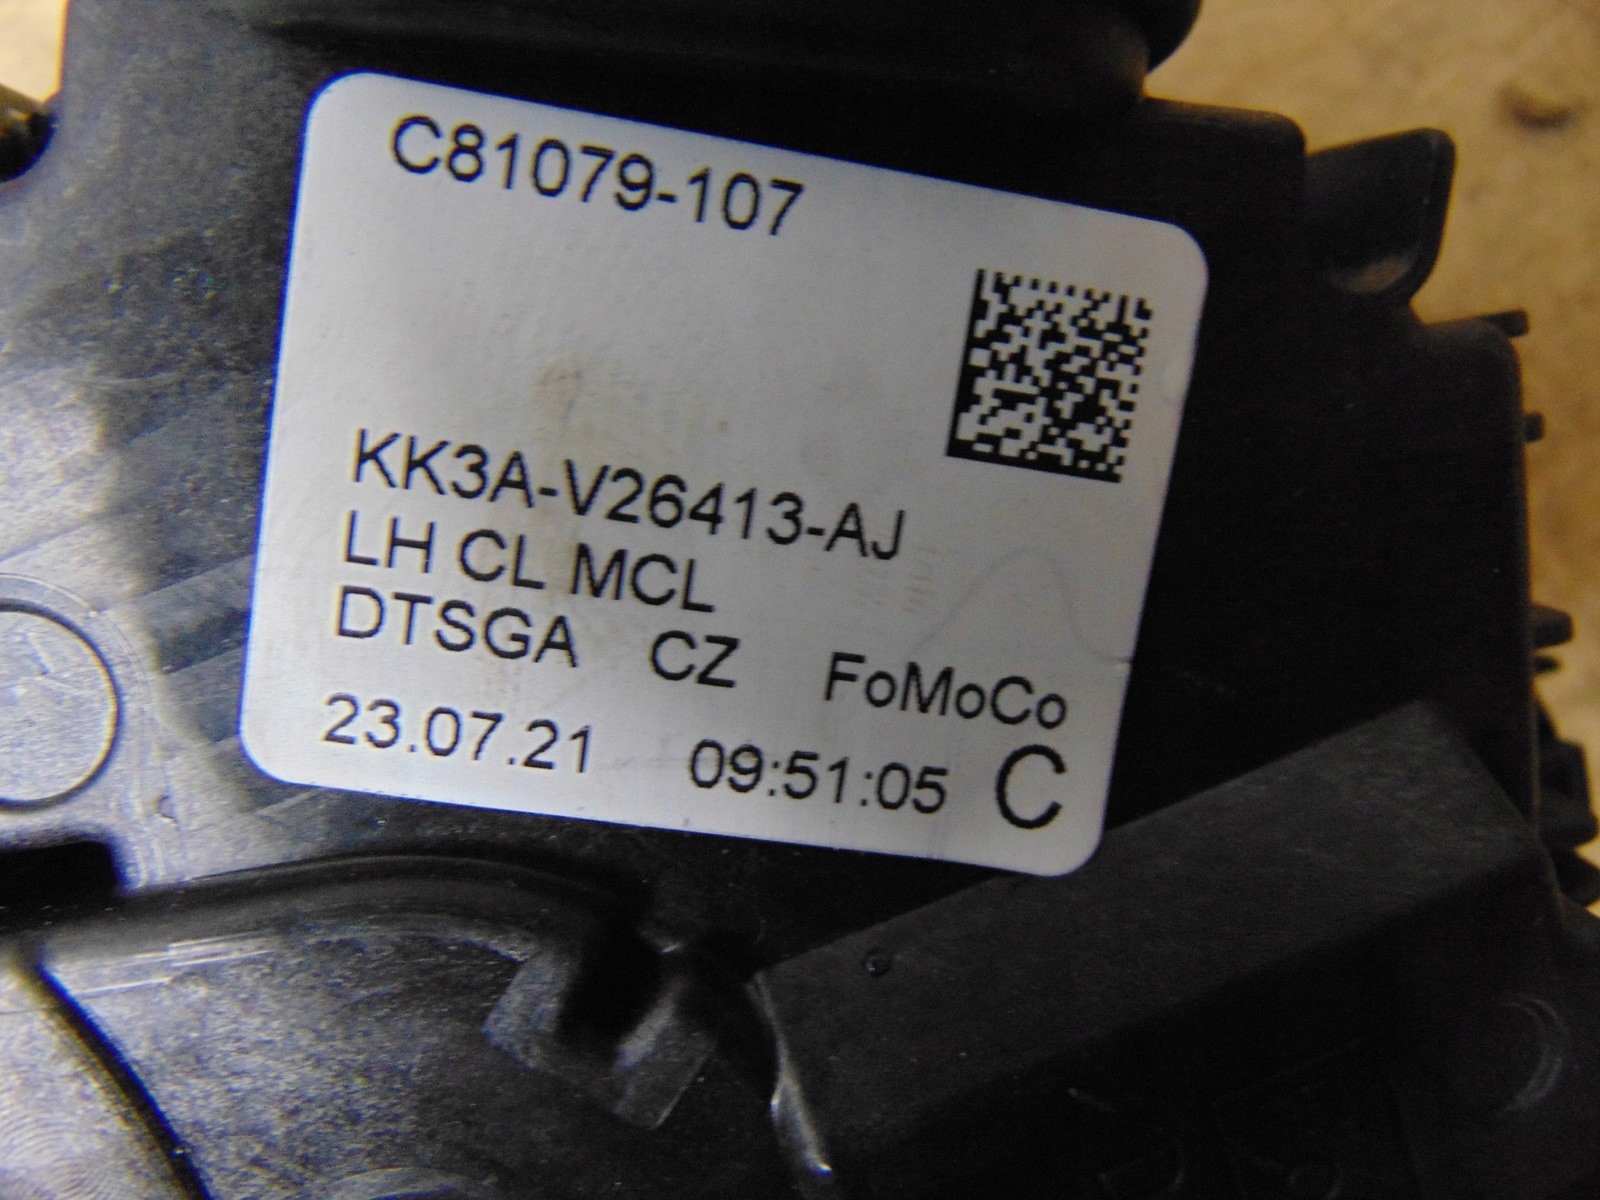 C81079-107
KK3A-V26413-AJ
LH CL MCL
DTSGA CZ FoMoCo
23.07.21 09:51:05 C